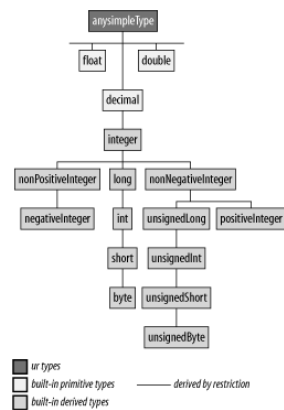 anysimpleType
float double
decimal
integer
nonPositiveInteger long nonNegativeInteger
negativeInteger int unsignedLong positiveInteger
short unsignedInt
byte unsignedShort
unsignedByte
ur types
built-in primitive types derived by restriction
built-in derived types